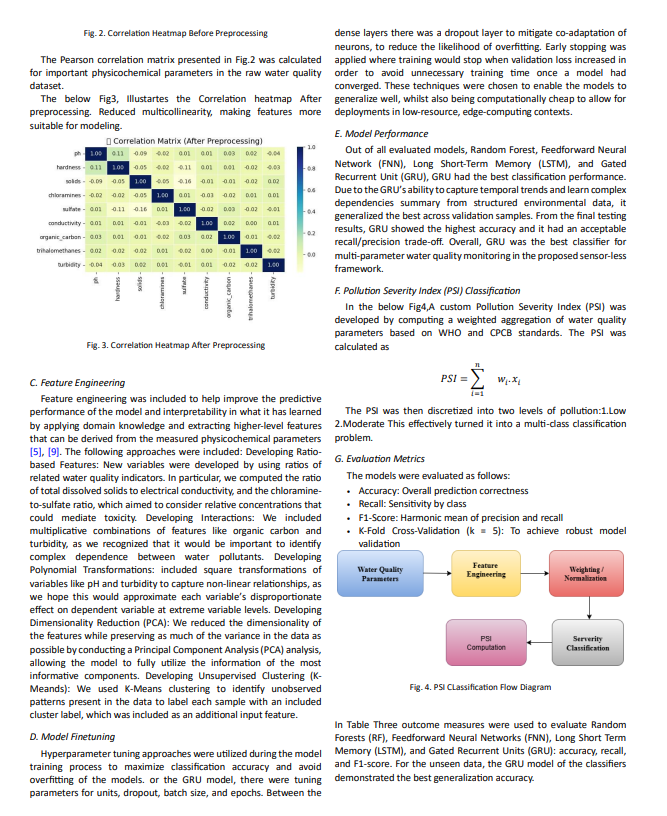 Fig. 2. Correlation Heatmap Before Preprocessing
The Pearson correlation matrix presented in Fig.2 was calculated
for important physicochemical parameters in the raw water quality
dataset.
The below Fig3, Illustartes the Correlation heatmap After
preprocessing. Reduced multicollinearity, making features more
suitable for modeling.
Correlation Matrix (After Preprocessing)
ph 1.00 0.11 -0.09 -0.02 0.01 0.01 0.03 0.02 -0.04
hardness 0.11 1.00 -0.05 -0.02 -0.11 0.01 0.01 -0.02 -0.03
solids -0.09 -0.05 1.00 -0.05 -0.16 -0.01 -0.01 -0.02 0.02
chloramines -0.02 -0.02 -0.05 1.00 0.01 -0.01 -0.02 0.01 0.01
sulfate 0.01 -0.11 -0.16 0.01 1.00 -0.02 0.03 -0.02 -0.01
conductivity 0.01 0.01 -0.01 -0.01 -0.02 1.00 0.02 0.00 0.01
organic_carbon 0.03 0.01 -0.01 -0.02 0.03 0.02 1.00 -0.01 -0.02
trihalomethanes 0.02 -0.02 -0.02 0.01 -0.02 0.00 -0.01 1.00 -0.02
turbidity -0.04 -0.03 0.02 0.01 -0.01 0.01 -0.02 -0.02 1.00
ph
hardness
solids
chloramines
sulfate
conductivity
organic_carbon
trihalomethanes
turbidity
1.0
0.8
0.6
0.4
0.2
0.0
Fig. 3. Correlation Heatmap After Preprocessing
C. Feature Engineering
Feature engineering was included to help improve the predictive
performance of the model and interpretability in what it has learned
by applying domain knowledge and extracting higher-level features
that can be derived from the measured physicochemical parameters
[5], [9]. The following approaches were included: Developing Ratio-
based Features: New variables were developed by using ratios of
related water quality indicators. In particular, we computed the ratio
of total dissolved solids to electrical conductivity, and the chloramine-
to-sulfate ratio, which aimed to consider relative concentrations that
could mediate toxicity. Developing Interactions: We included
multiplicative combinations of features like organic carbon and
turbidity, as we recognized that it would be important to identify
complex dependence between water pollutants. Developing
Polynomial Transformations: included square transformations of
variables like pH and turbidity to capture non-linear relationships, as
we hope this would approximate each variable's disproportionate
effect on dependent variable at extreme variable levels. Developing
Dimensionality Reduction (PCA): We reduced the dimensionality of
the features while preserving as much of the variance in the data as
possible by conducting a Principal Component Analysis (PCA) analysis,
allowing the model to fully utilize the information of the most
informative components. Developing Unsupervised Clustering (K-
Meands): We used K-Means clustering to identify unobserved
patterns present in the data to label each sample with an included
cluster label, which was included as an additional input feature.
D. Model Finetuning
Hyperparameter tuning approaches were utilized during the model
training process to maximize classification accuracy and avoid
overfitting of the models. or the GRU model, there were tuning
parameters for units, dropout, batch size, and epochs. Between the
dense layers there was a dropout layer to mitigate co-adaptation of
neurons, to reduce the likelihood of overfitting. Early stopping was
applied where training would stop when validation loss increased in
order to avoid unnecessary training time once a model had
converged. These techniques were chosen to enable the models to
generalize well, whilst also being computationally cheap to allow for
deployments in low-resource, edge-computing contexts.
E. Model Performance
Out of all evaluated models, Random Forest, Feedforward Neural
Network (FNN), Long Short-Term Memory (LSTM), and Gated
Recurrent Unit (GRU), GRU had the best classification performance.
Due to the GRU's ability to capture temporal trends and learn complex
dependencies summary from structured environmental data, it
generalized the best across validation samples. From the final testing
results, GRU showed the highest accuracy and it had an acceptable
recall/precision trade-off. Overall, GRU was the best classifier for
multi-parameter water quality monitoring in the proposed sensor-less
framework.
F. Pollution Severity Index (PSI) Classification
In the below Fig4,A custom Pollution Severity Index (PSI) was
developed by computing a weighted aggregation of water quality
parameters based on WHO and CPCB standards. The PSI was
calculated as
PSI = ∑ⁿᵢ₌₁ wᵢ.xᵢ
The PSI was then discretized into two levels of pollution:1.Low
2.Moderate This effectively turned it into a multi-class classification
problem.
G. Evaluation Metrics
The models were evaluated as follows:
• Accuracy: Overall prediction correctness
• Recall: Sensitivity by class
• F1-Score: Harmonic mean of precision and recall
• K-Fold Cross-Validation (k = 5): To achieve robust model
validation
Water Quality
Parameters
Feature
Engineering
Weighting /
Normalization
PSI
Computation
Serverity
Classification
Fig. 4. PSI CLassification Flow Diagram
In Table Three outcome measures were used to evaluate Random
Forests (RF), Feedforward Neural Networks (FNN), Long Short Term
Memory (LSTM), and Gated Recurrent Units (GRU): accuracy, recall,
and F1-score. For the unseen data, the GRU model of the classifiers
demonstrated the best generalization accuracy.